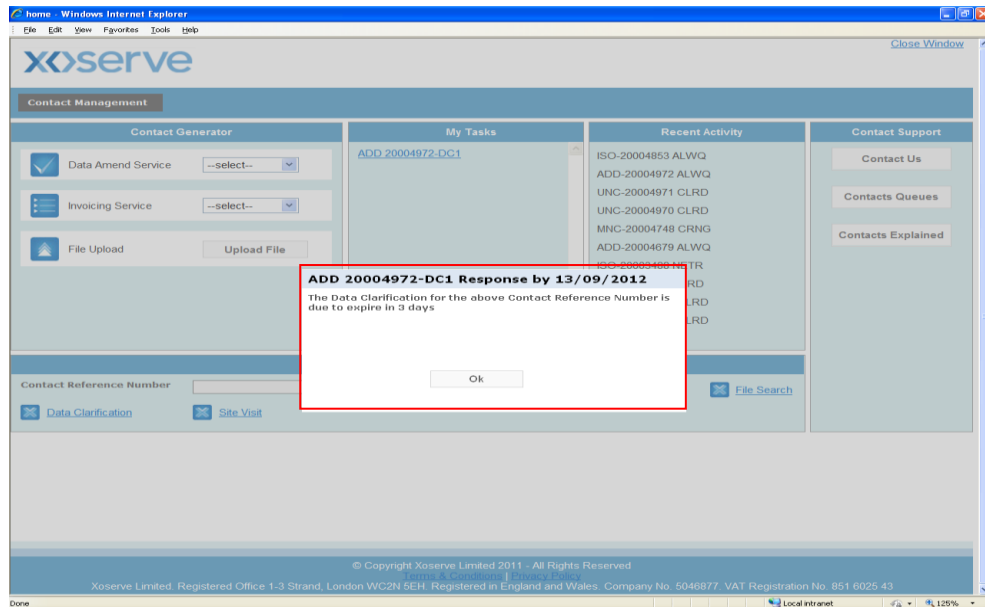 home - Windows Internet Explorer
File Edit View Favorites Tools Help
Close Window
xoserve
Contact Management
Contact Generator
My Tasks
Recent Activity
Contact Support
Data Amend Service
--select--
Invoicing Service
--select--
File Upload
Upload File
ADD 20004972-DC1
ISO-20004853 ALWQ
ADD-20004972 ALWQ
UNC-20004971 CLRD
UNC-20004970 CLRD
MNC-20004748 CRNG
ADD-20004679 ALWQ
Contact Us
Contacts Queues
Contacts Explained
ADD 20004972-DC1 Response by 13/09/2012
The Data Clarification for the above Contact Reference Number is
due to expire in 3 days
Ok
Contact Reference Number
File Search
Data Clarification
Site Visit
© Copyright Xoserve Limited 2011 - All Rights Reserved
Terms & Conditions | Privacy Policy
Xoserve Limited. Registered Office 1-3 Strand, London WC2N 5EH. Registered in England and Wales. Company No. 5046877. VAT Registration No. 851 6025 43
Done
Local intranet
125%